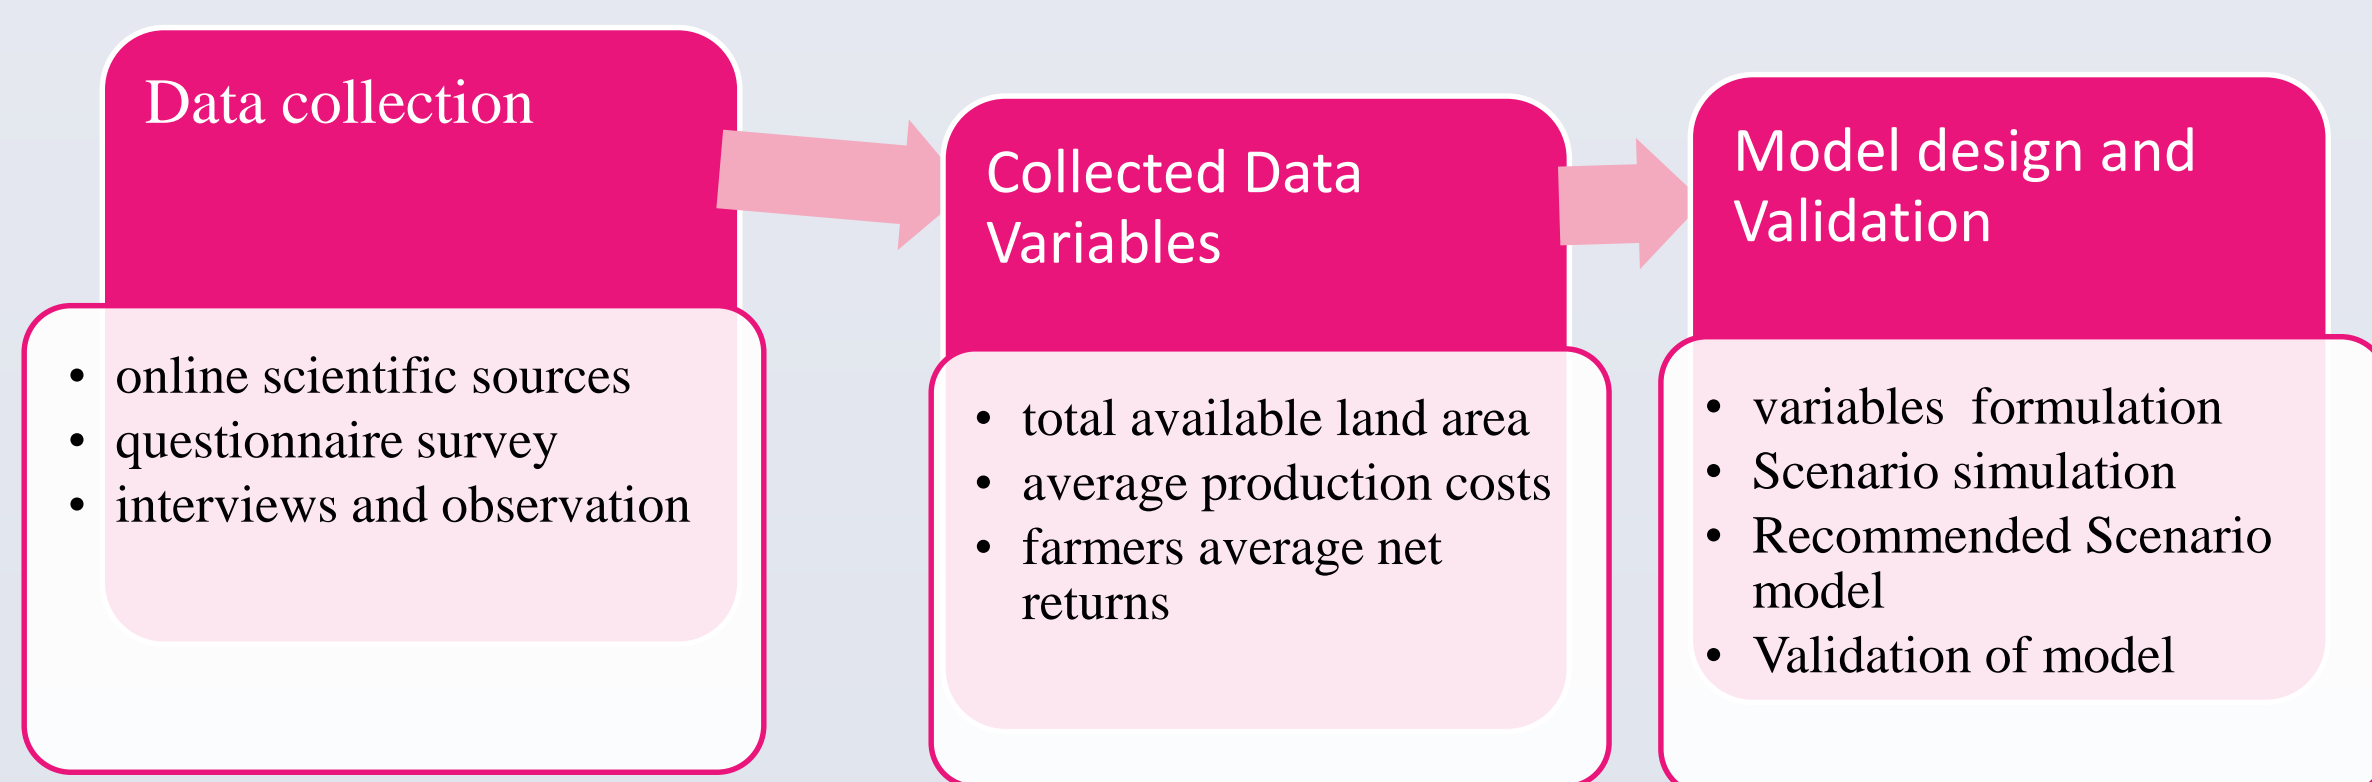 Data collection
• online scientific sources
• questionnaire survey
• interviews and observation
Collected Data
Variables
• total available land area
• average production costs
• farmers average net
returns
Model design and
Validation
• variables  formulation
• Scenario simulation
• Recommended Scenario
model
• Validation of model